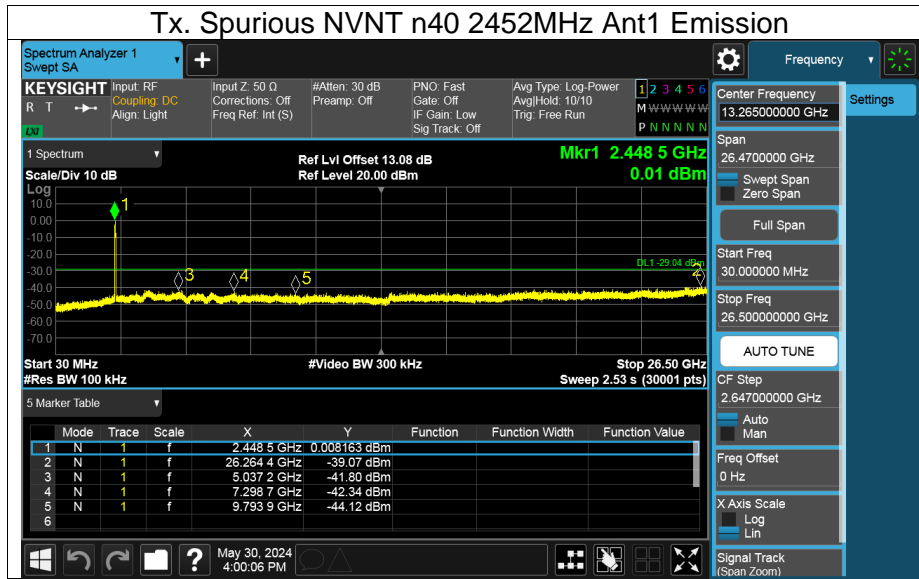 Tx. Spurious NVNT n40 2452MHz Ant1 Emission
Spectrum Analyzer 1
Swept SA
+
Frequency
KEYSIGHT
R T
LXI
Input: RF
Coupling: DC
Align: Light
Input Z: 50 Ω
Corrections: Off
Freq Ref: Int (S)
#Atten: 30 dB
Preamp: Off
PNO: Fast
Gate: Off
IF Gain: Low
Sig Track: Off
Avg Type: Log-Power
Avg|Hold: 10/10
Trig: Free Run
1 2 3 4 5 6
M W W W W W
P N N N N N
1 Spectrum
Scale/Div 10 dB
Ref Lvl Offset 13.08 dB
Ref Level 20.00 dBm
Mkr1 2.448 5 GHz
0.01 dBm
Log
10.0
0.00
-10.0
-20.0
-30.0
-40.0
-50.0
-60.0
-70.0
1
3
4
5
2
DL1 -29.04 dBm
Start 30 MHz
#Video BW 300 kHz
Stop 26.50 GHz
#Res BW 100 kHz
Sweep 2.53 s (30001 pts)
5 Marker Table
Mode Trace Scale X Y Function Function Width Function Value
1 N 1 f 2.448 5 GHz 0.008163 dBm
2 N 1 f 26.264 4 GHz -39.07 dBm
3 N 1 f 5.037 2 GHz -41.80 dBm
4 N 1 f 7.298 7 GHz -42.34 dBm
5 N 1 f 9.793 9 GHz -44.12 dBm
6
?
May 30, 2024
4:00:06 PM
Settings
Center Frequency
13.265000000 GHz
Span
26.4700000 GHz
Swept Span
Zero Span
Full Span
Start Freq
30.000000 MHz
Stop Freq
26.500000000 GHz
AUTO TUNE
CF Step
2.647000000 GHz
Auto
Man
Freq Offset
0 Hz
X Axis Scale
Log
Lin
Signal Track
(Span Zoom)